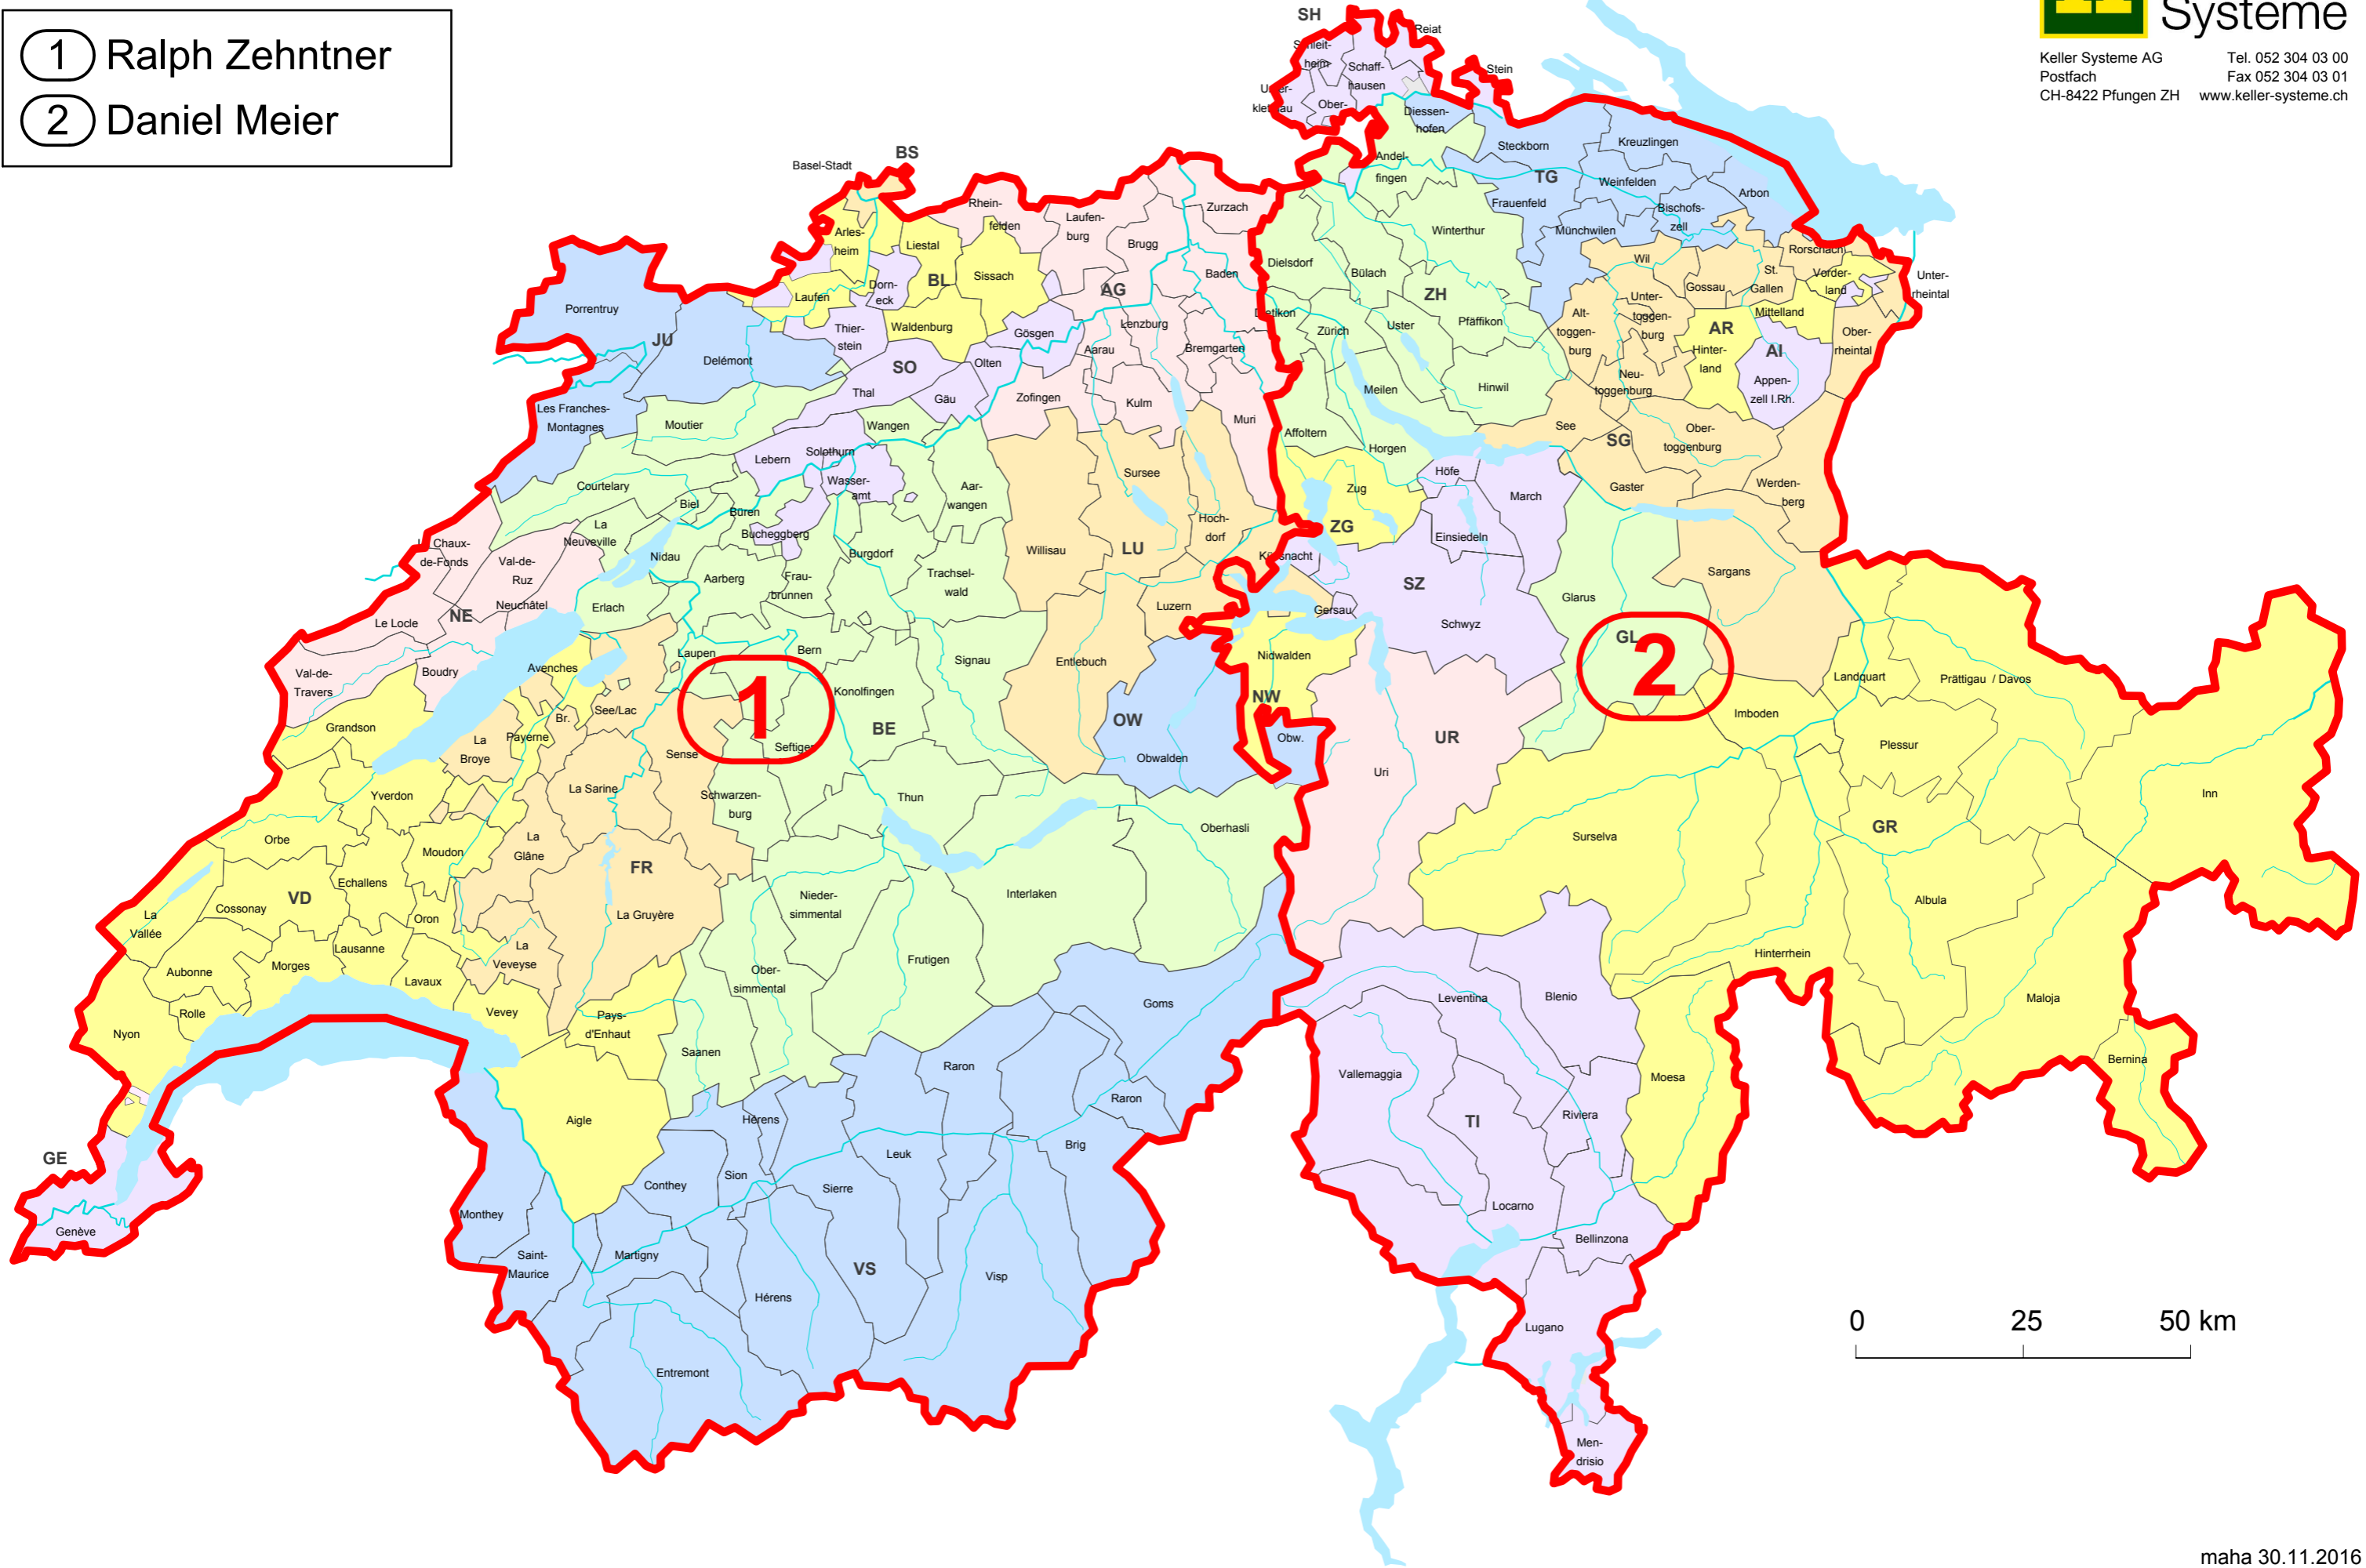 1 Ralph Zehntner
2 Daniel Meier
Systeme
Keller Systeme AG Tel. 052 304 03 00
Postfach Fax 052 304 03 01
CH-8422 Pfungen ZH www.keller-systeme.ch
SH
Reiat
Schleit-
heim
Schaff-
hausen
Stein
Unter-
klettgau
Ober-
Diessen-
hofen
BS
Basel-Stadt
Andel-
fingen
Steckborn
Kreuzlingen
TG
Weinfelden
Arbon
Frauenfeld
Bischofs-
zell
Münchwilen
Rhein-
felden
Laufen-
burg
Zurzach
Brugg
Baden
AG
Arles-
heim
Liestal
BL
Sissach
Laufen
Dorn-
eck
Waldenburg
Thier-
stein
Gösgen
Lenzburg
Aarau
Bremgarten
Dielsdorf
Bülach
Winterthur
ZH
Dietikon
Zürich
Uster
Pfäffikon
Meilen
Hinwil
Wil
Gossau
St.
Gallen
Rorschach
Vorder-
land
Unter-
rheintal
Alt-
toggen-
burg
Unter-
toggen-
burg
Mittelland
AR
Hinter-
land
AI
Appen-
zell I.Rh.
Ober-
rheintal
Neu-
toggenburg
Porrentruy
JU
Delémont
SO
Olten
Thal
Gäu
Zofingen
Kulm
Muri
Les Franches-
Montagnes
Moutier
Wangen
Lebern
Solothurn
Wasser-
amt
Affoltern
Horgen
See
SG
Ober-
toggenburg
Höfe
March
Gaster
Werden-
berg
Courtelary
Biel
Büren
Bucheggberg
La
Neuveville
Nidau
Aar-
wangen
Sursee
Willisau
LU
Hoch-
dorf
Zug
ZG
Einsiedeln
Küssnacht
SZ
Sargans
La Chaux-
de-Fonds
Val-de-
Ruz
Neuchâtel
NE
Le Locle
Erlach
Aarberg
Frau-
brunnen
Burgdorf
Trachsel-
wald
Luzern
Gersau
Schwyz
Glarus
GL
Val-de-
Travers
Boudry
Avenches
Laupen
Bern
Signau
Entlebuch
Nidwalden
NW
Landquart
Prättigau / Davos
Grandson
Br.
See/Lac
Payerne
La
Broye
1
Konolfingen
BE
OW
Obwalden
Obw.
2
Imboden
Plessur
Sense
Seftigen
UR
Uri
Yverdon
La Sarine
Schwarzen-
burg
Thun
Oberhasli
Surselva
GR
Inn
Orbe
Moudon
La
Glâne
FR
Echallens
VD
Cossonay
Oron
La
Vallée
La Gruyère
Nieder-
simmental
Interlaken
Albula
Aubonne
Morges
Lausanne
Lavaux
La
Veveyse
Ober-
simmental
Frutigen
Goms
Leventina
Blenio
Hinterrhein
Maloja
Nyon
Rolle
Vevey
Pays-
d'Enhaut
Saanen
Raron
Vallemaggia
Moesa
Bernina
Aigle
Hérens
Raron
Riviera
TI
GE
Genève
Sion
Conthey
Sierre
Leuk
Brig
Monthey
Locarno
Bellinzona
Saint-
Maurice
Martigny
VS
Hérens
Visp
Lugano
Entremont
Men-
drisio
0 25 50 km
maha 30.11.2016